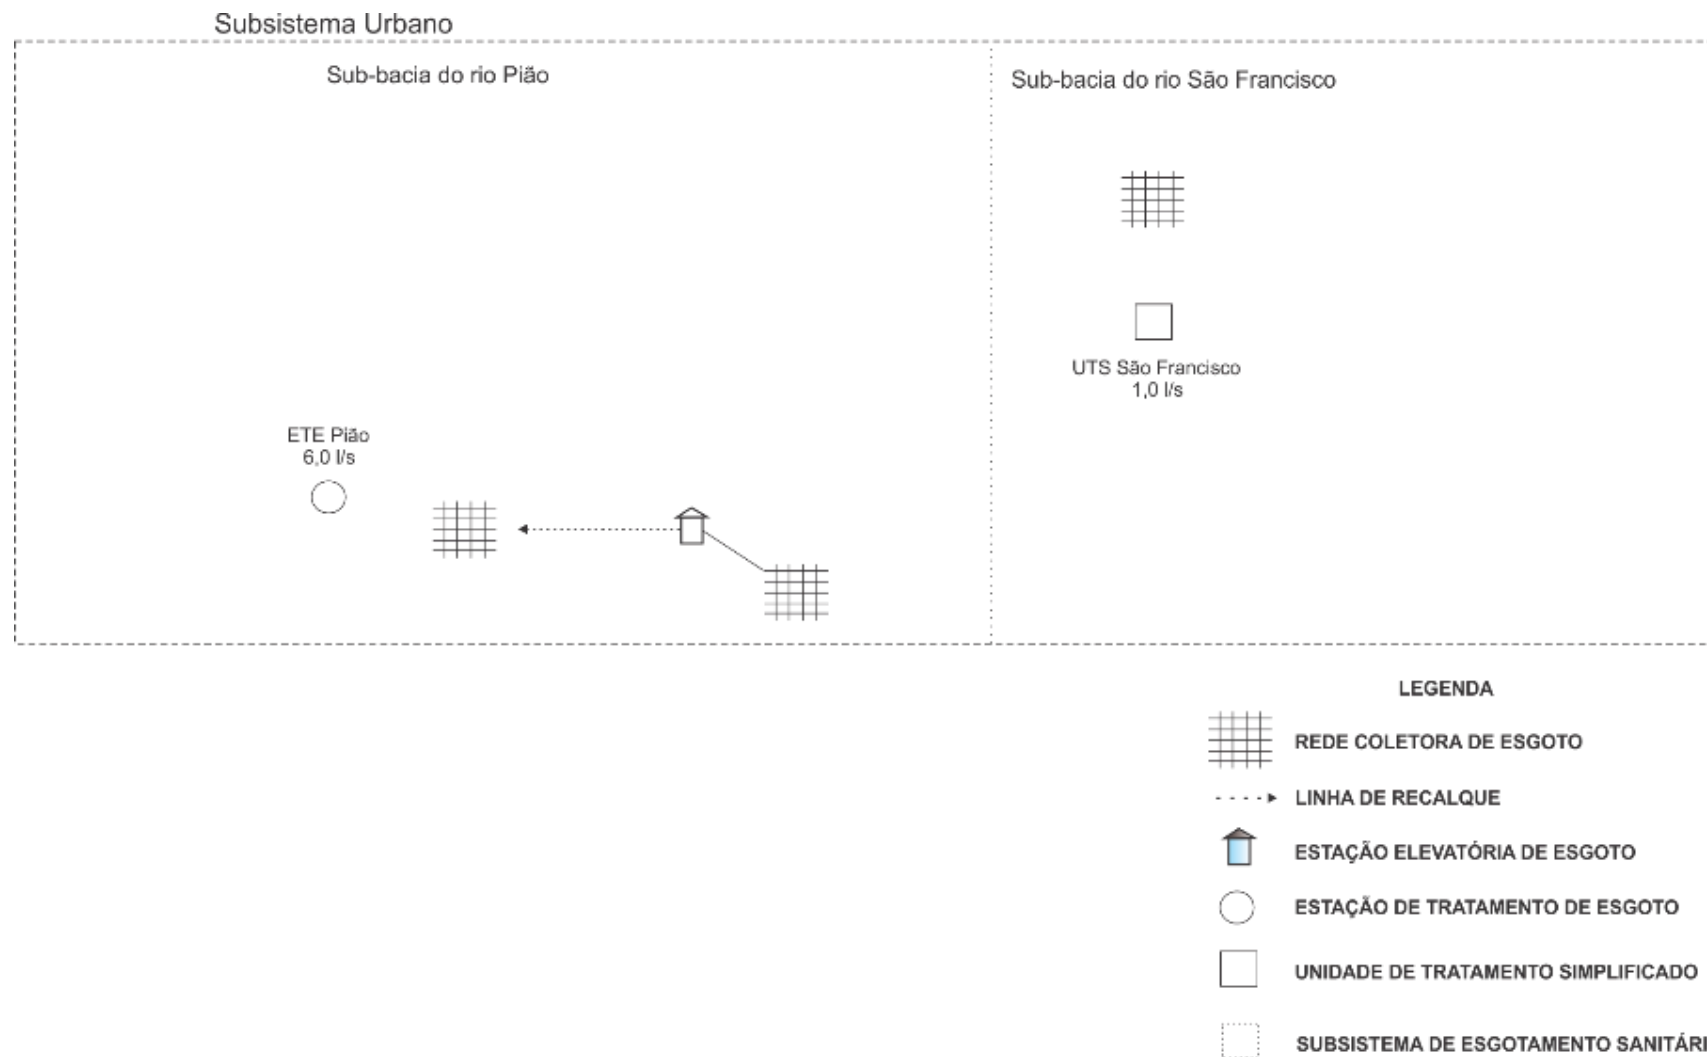 Subsistema Urbano
Sub-bacia do rio Pião
Sub-bacia do rio São Francisco
UTS São Francisco
1,0 l/s
ETE Pião
6,0 l/s
LEGENDA
REDE COLETORA DE ESGOTO
LINHA DE RECALQUE
ESTAÇÃO ELEVATÓRIA DE ESGOTO
ESTAÇÃO DE TRATAMENTO DE ESGOTO
UNIDADE DE TRATAMENTO SIMPLIFICADO
SUBSISTEMA DE ESGOTAMENTO SANITÁRI